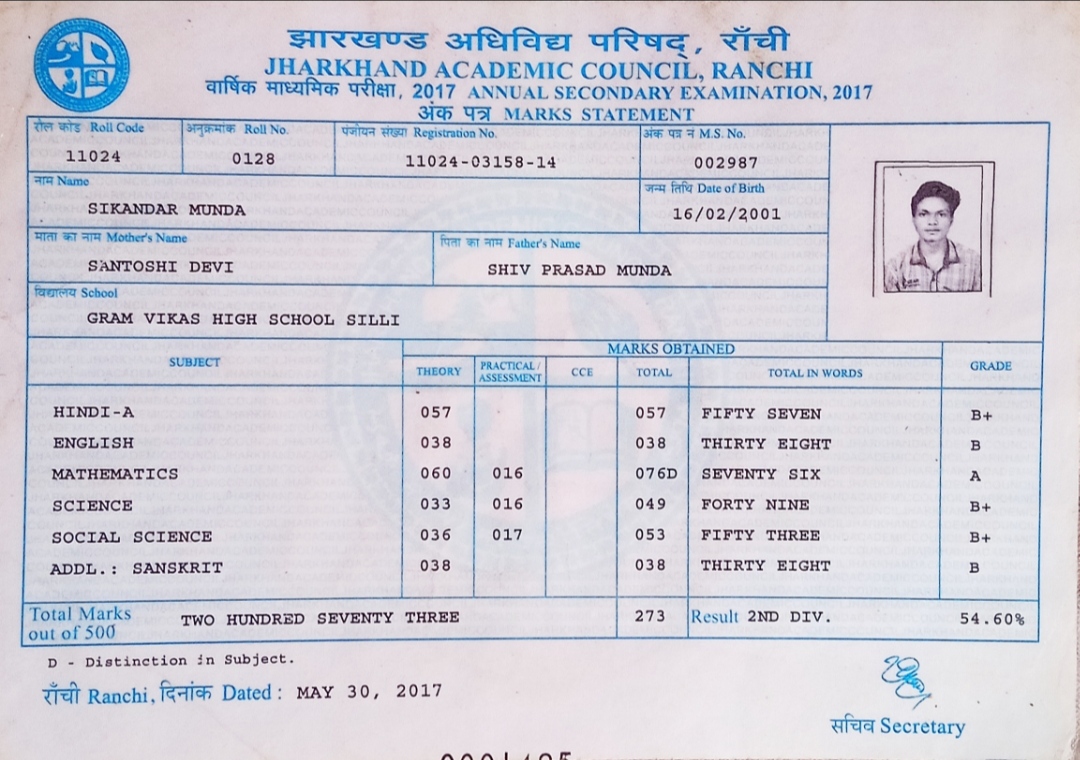 झारखण्ड अधिविद्य परिषद्, राँची
JHARKHAND ACADEMIC COUNCIL, RANCHI
वार्षिक माध्यमिक परीक्षा, 2017 ANNUAL SECONDARY EXAMINATION, 2017
अंक पत्र MARKS STATEMENT
रोल कोड Roll Code अनुक्रमांक Roll No. पंजीयन संख्या Registration No. अंक पत्र नं M.S. No.
11024 0128 11024-03158-14 002987
नाम Name जन्म तिथि Date of Birth
SIKANDAR MUNDA 16/02/2001
माता का नाम Mother's Name पिता का नाम Father's Name
SANTOSHI DEVI SHIV PRASAD MUNDA
विद्यालय School
GRAM VIKAS HIGH SCHOOL SILLI
SUBJECT MARKS OBTAINED GRADE
THEORY PRACTICAL/ASSESSMENT CCE TOTAL TOTAL IN WORDS
HINDI-A 057 057 FIFTY SEVEN B+
ENGLISH 038 038 THIRTY EIGHT B
MATHEMATICS 060 016 076D SEVENTY SIX A
SCIENCE 033 016 049 FORTY NINE B+
SOCIAL SCIENCE 036 017 053 FIFTY THREE B+
ADDL.: SANSKRIT 038 038 THIRTY EIGHT B
Total Marks out of 500 TWO HUNDRED SEVENTY THREE 273 Result 2ND DIV. 54.60%
D - Distinction in Subject.
राँची Ranchi, दिनांक Dated : MAY 30, 2017
सचिव Secretary